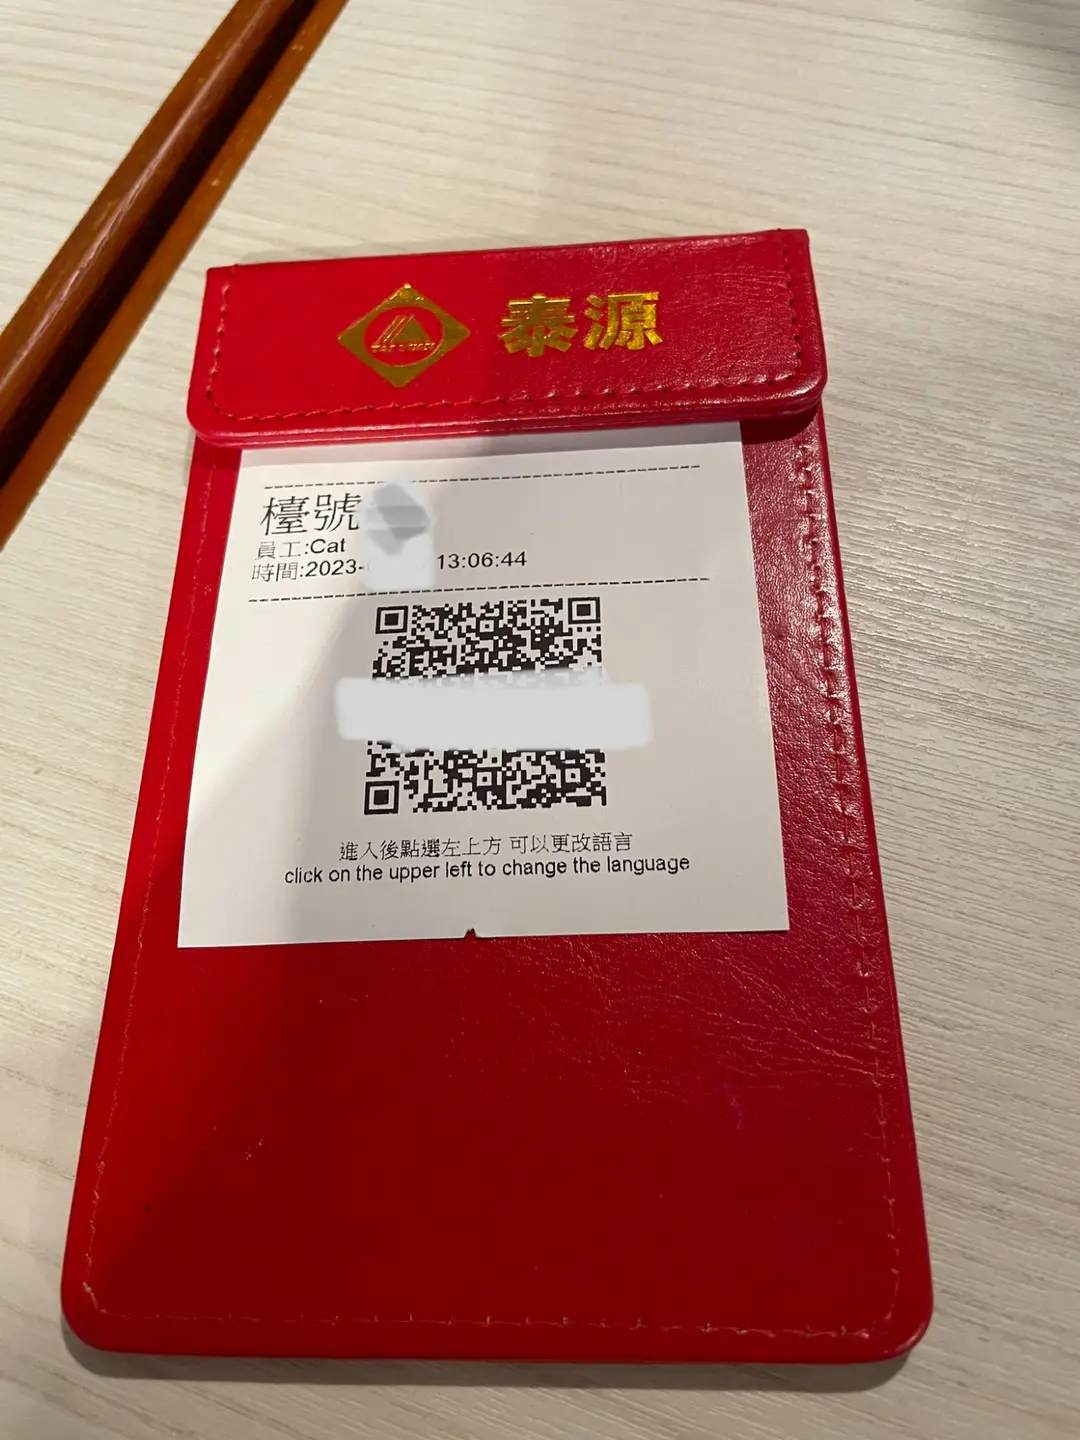 泰源
檯號
員工:Cat
時間:2023- 13:06:44
進入後點選左上方 可以更改語言
click on the upper left to change the language